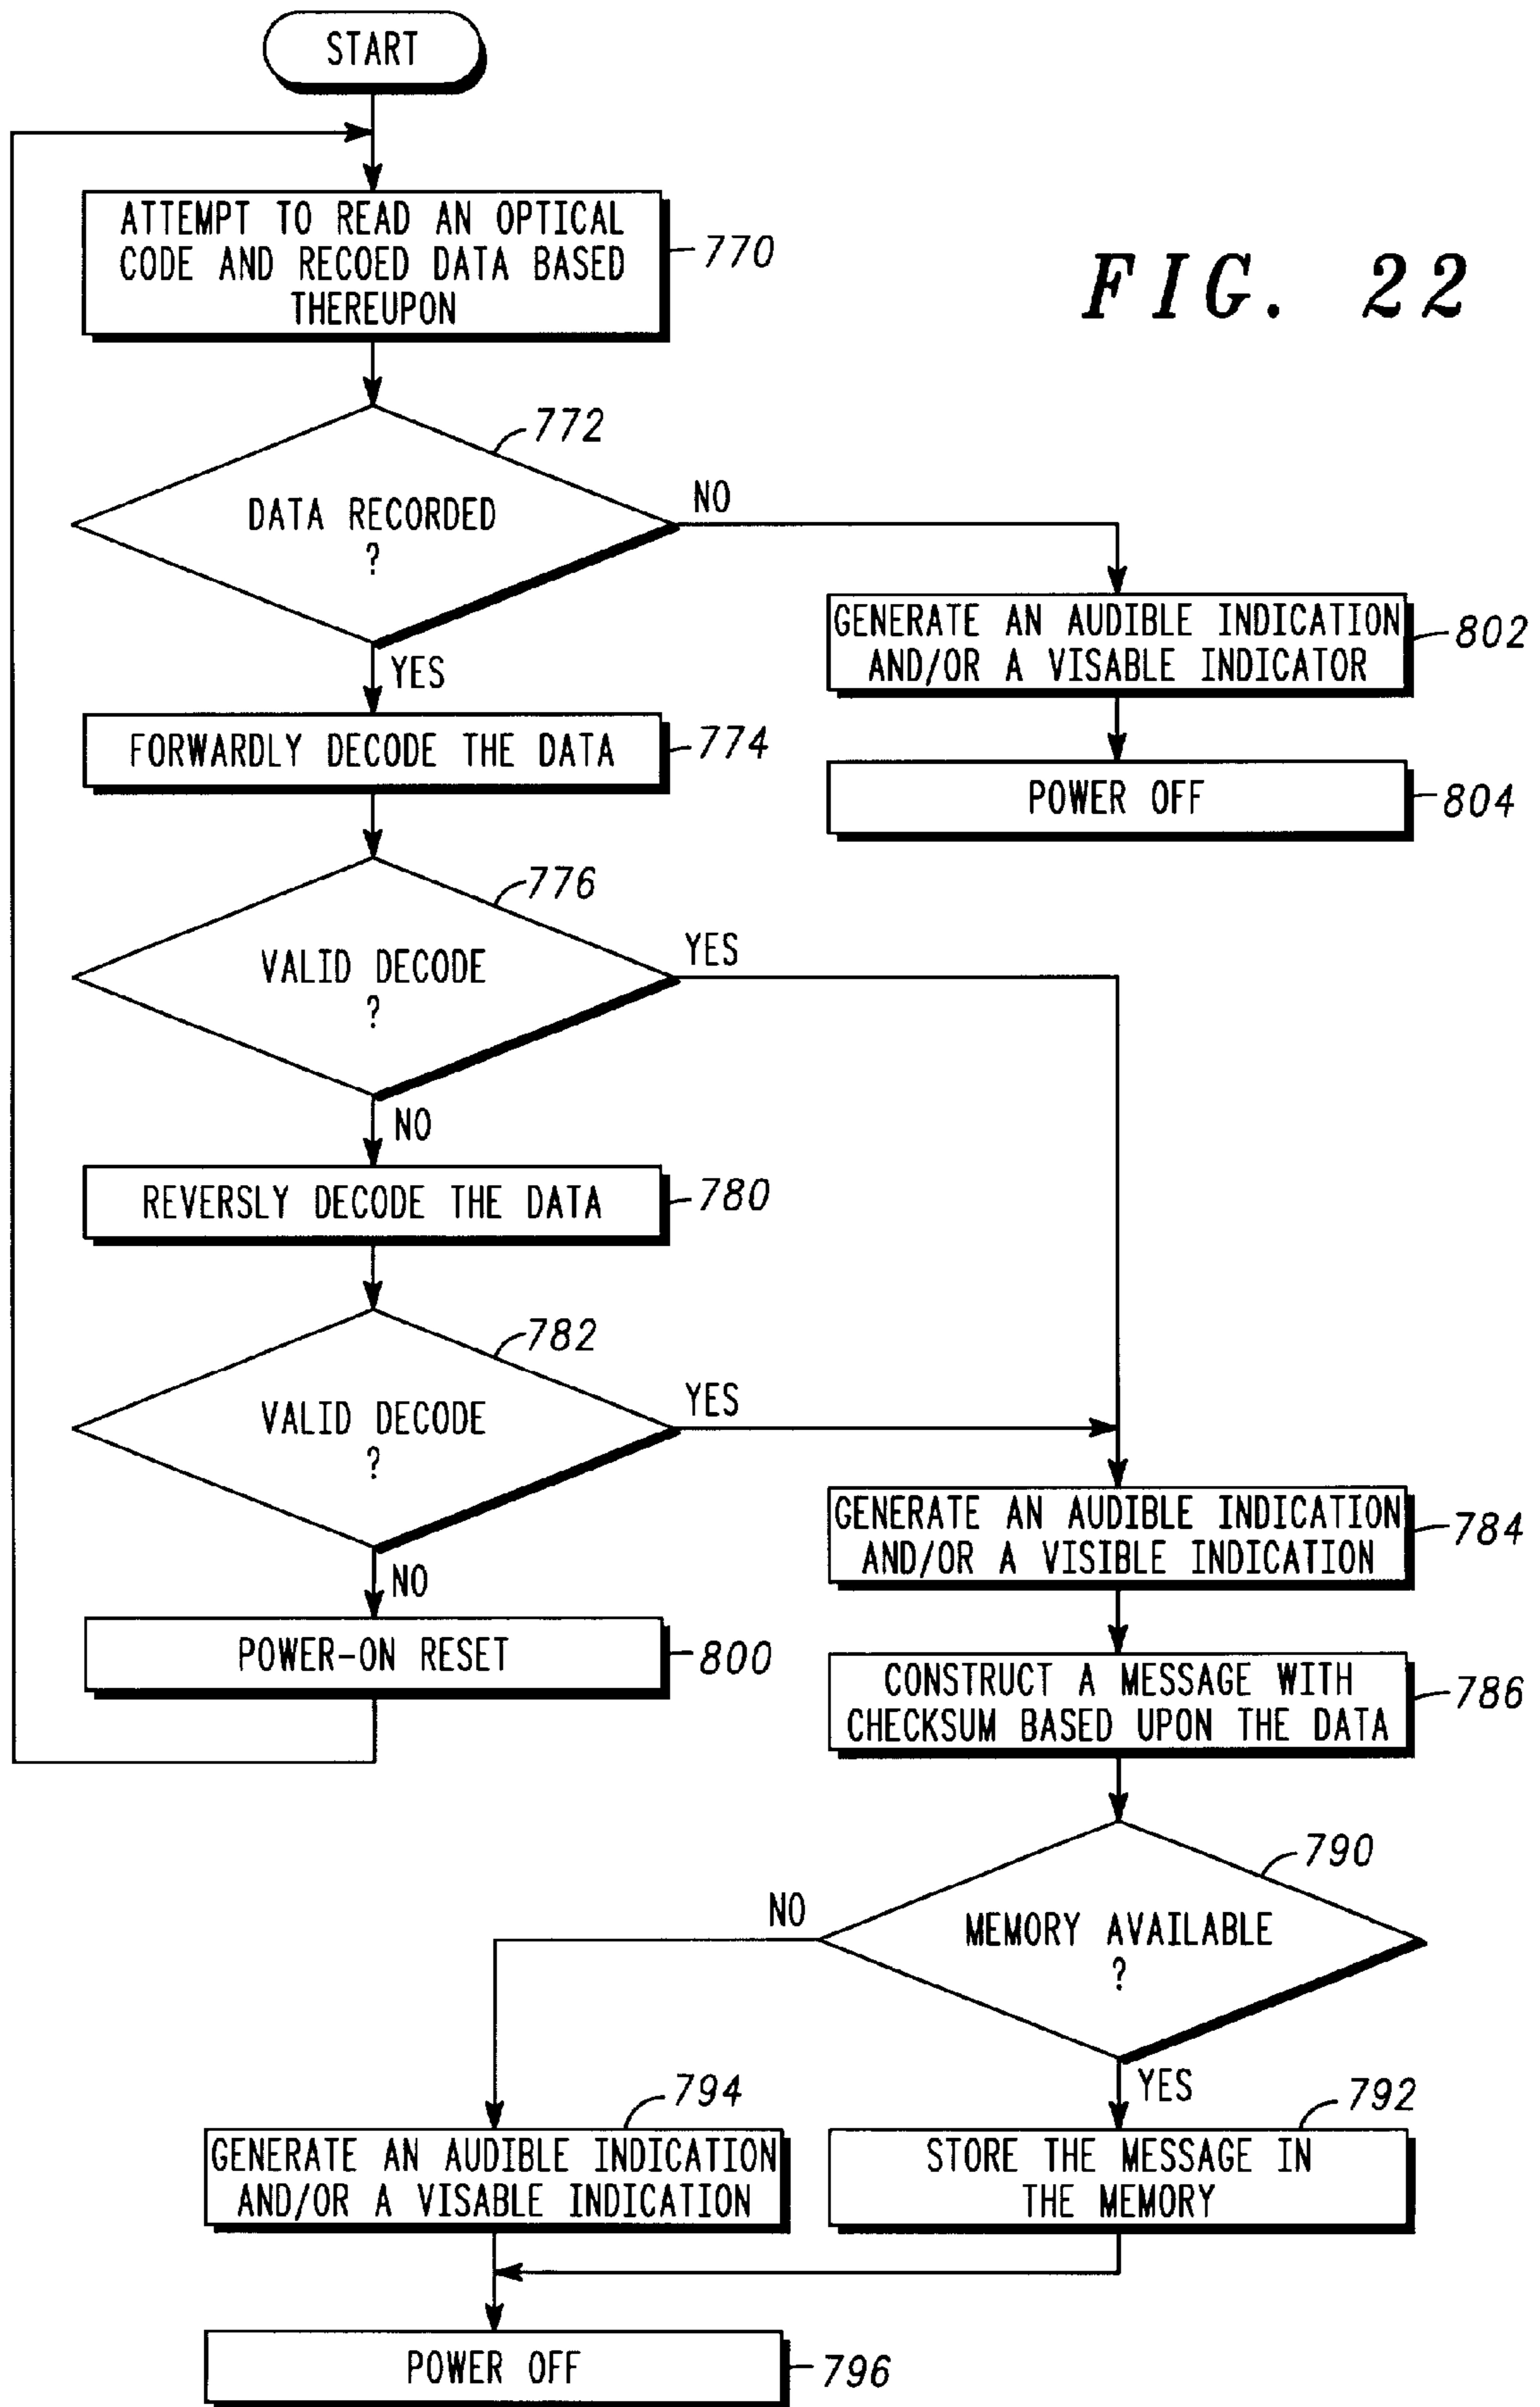 START
ATTEMPT TO READ AN OPTICAL
CODE AND RECOED DATA BASED
THEREUPON
770
FIG. 22
772
DATA RECORDED
?
NO
YES
GENERATE AN AUDIBLE INDICATION
AND/OR A VISABLE INDICATOR
802
FORWARDLY DECODE THE DATA
774
POWER OFF
804
776
VALID DECODE
?
YES
NO
REVERSLY DECODE THE DATA
780
782
VALID DECODE
?
YES
NO
GENERATE AN AUDIBLE INDICATION
AND/OR A VISIBLE INDICATION
784
POWER-ON RESET
800
CONSTRUCT A MESSAGE WITH
CHECKSUM BASED UPON THE DATA
786
790
MEMORY AVAILABLE
?
NO
YES
794
GENERATE AN AUDIBLE INDICATION
AND/OR A VISABLE INDICATION
792
STORE THE MESSAGE IN
THE MEMORY
POWER OFF
796